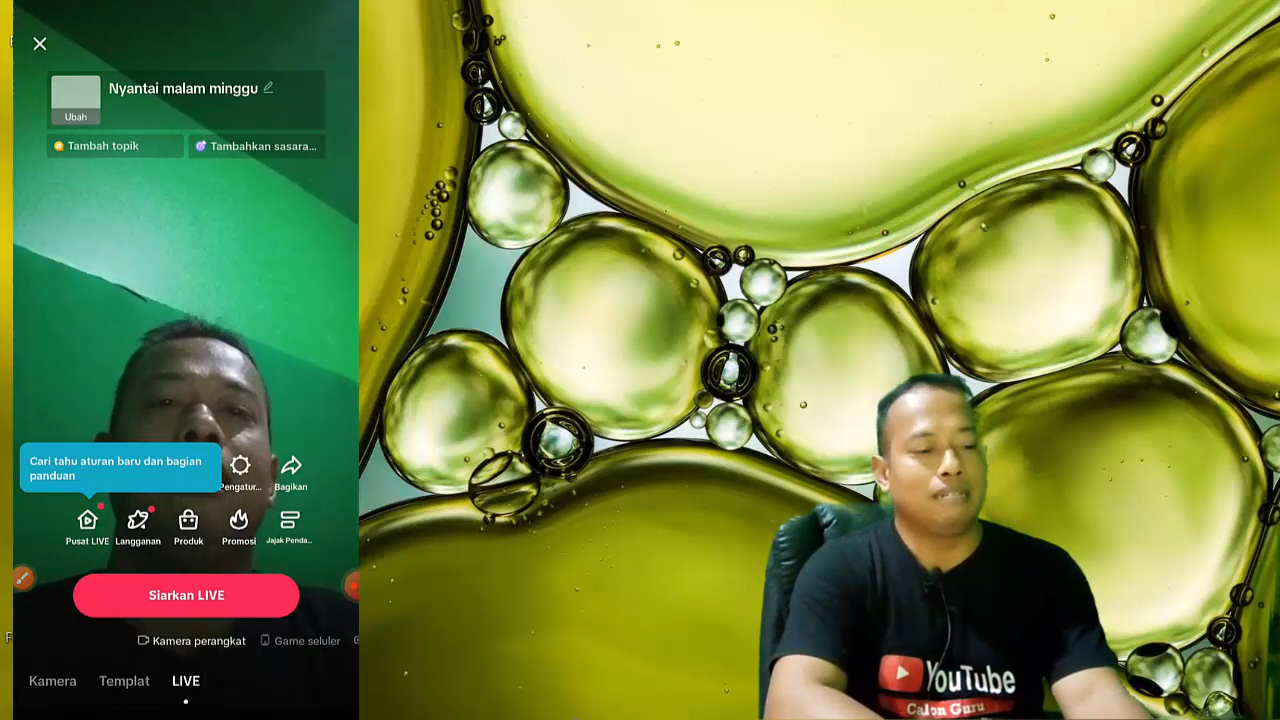 Nyantai malam minggu
Ubah
Tambah topik
Tambahkan sasara...
Cari tahu aturan baru dan bagian
panduan
Pengatur...
Bagikan
Pusat LIVE
Langganan
Produk
Promosi
Jajak Penda...
Siarkan LIVE
Kamera perangkat
Game seluler
Kamera
Templat
LIVE
YouTube
Calon Guru